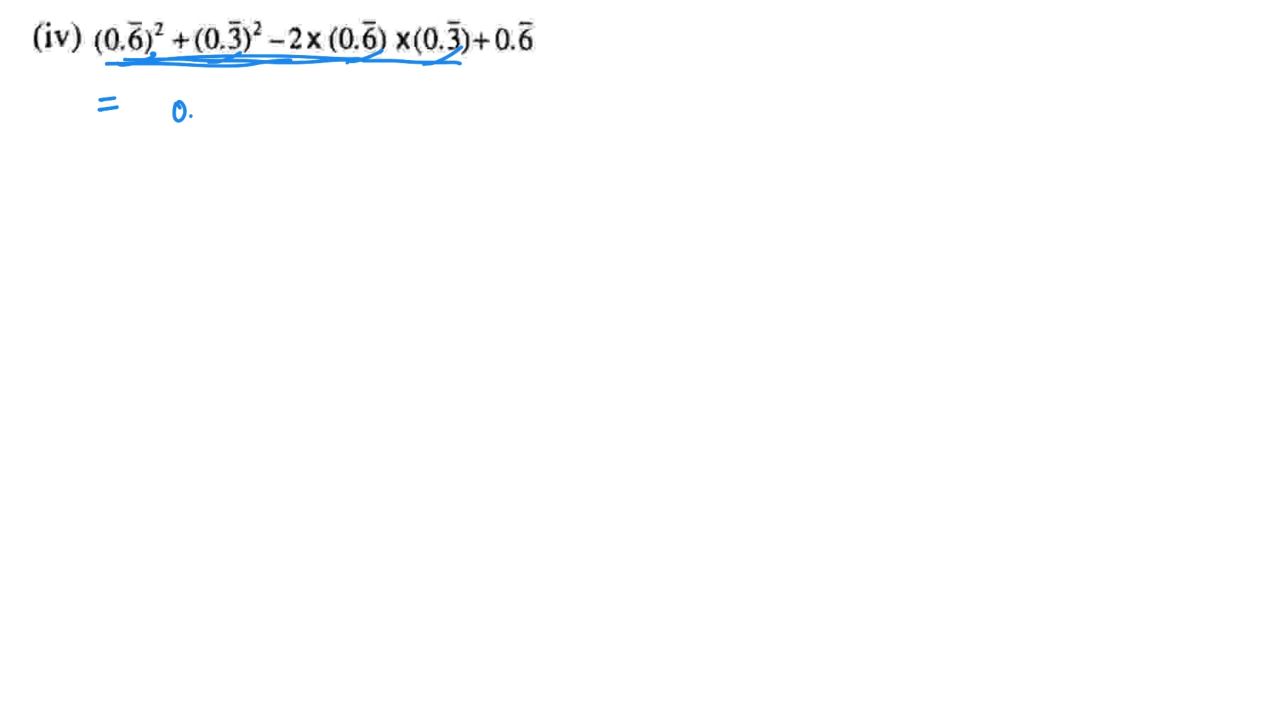 (iv) (0.6̅)² + (0.3̅)² − 2 x (0.6̅) x (0.3̅) + 0.6̅
= 0.